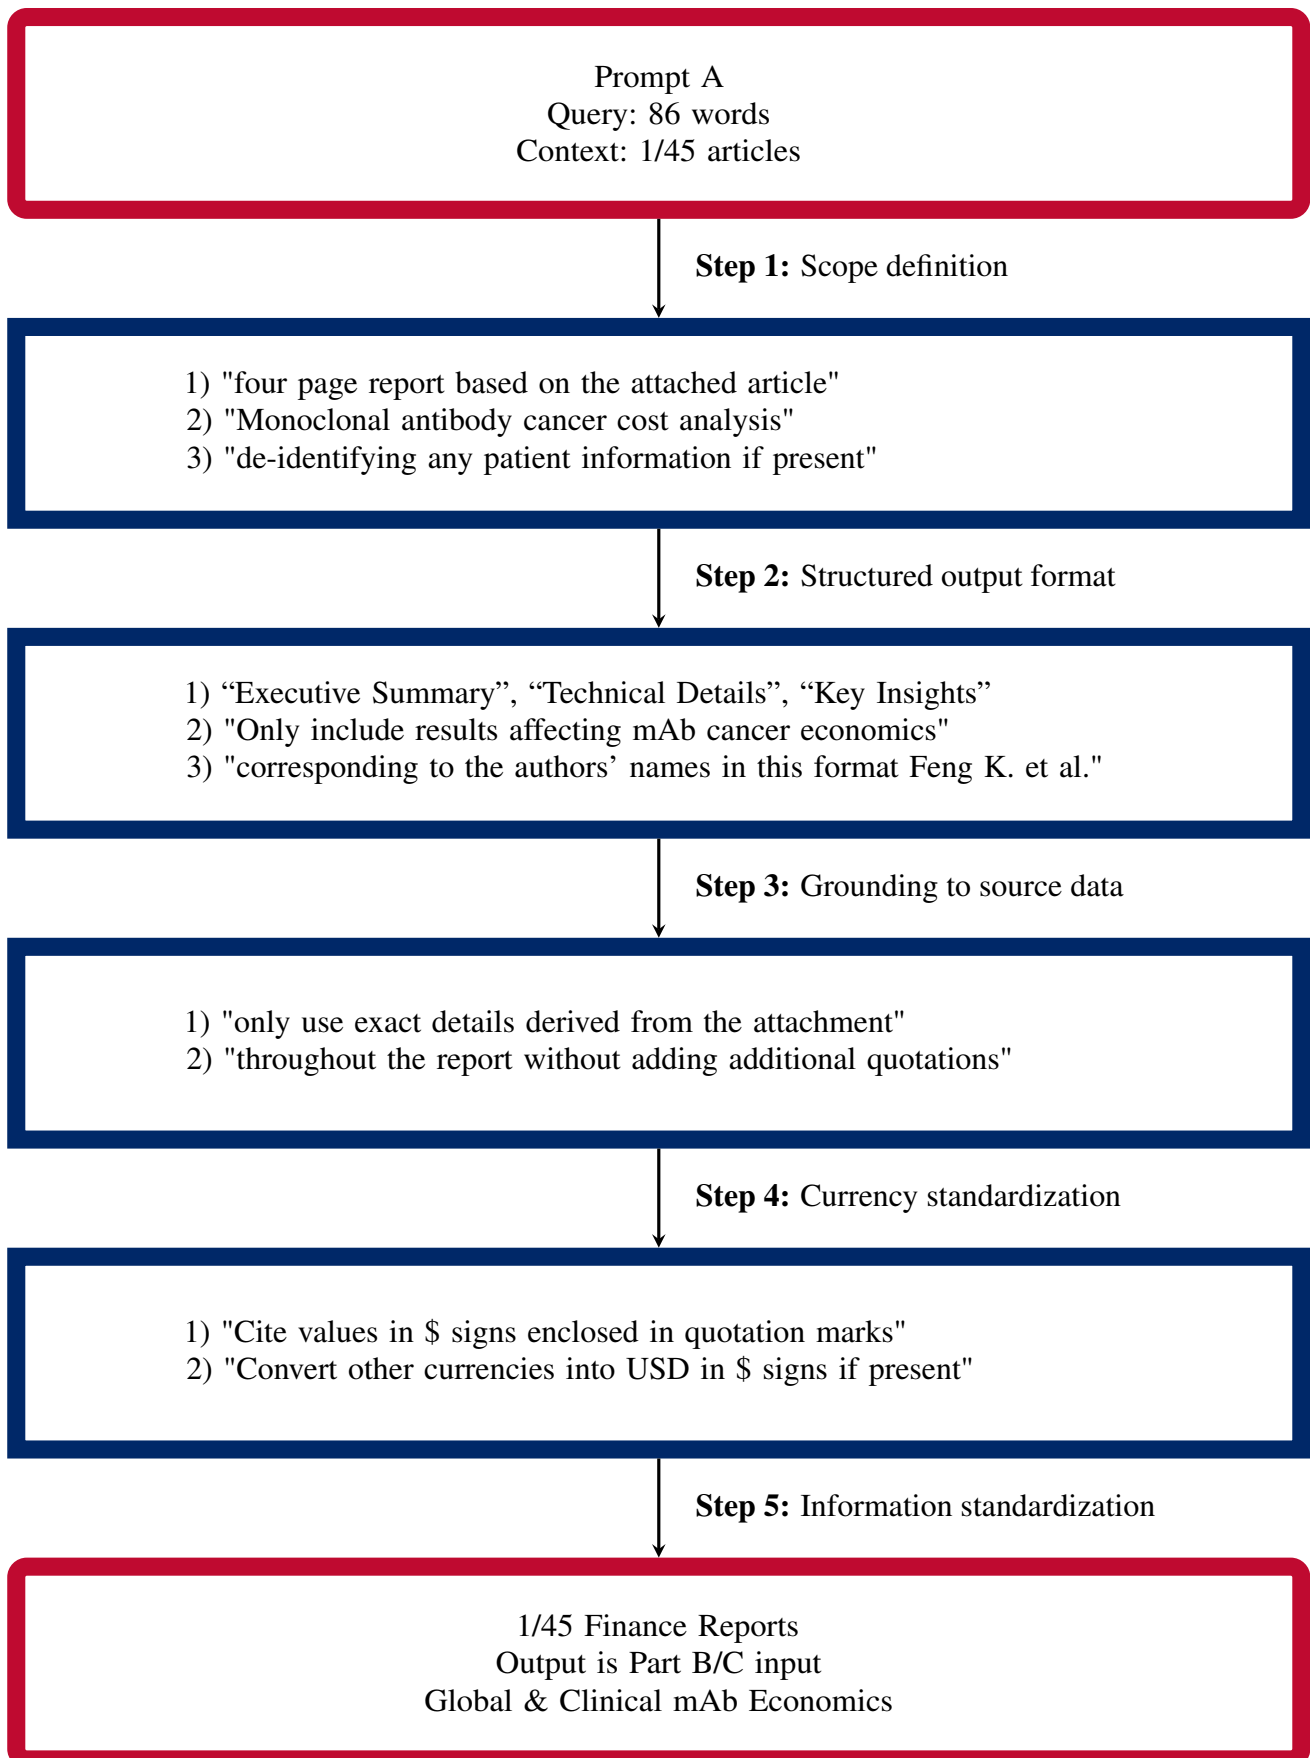 Prompt A
Query: 86 words
Context: 1/45 articles
Step 1: Scope definition
1) "four page report based on the attached article"
2) "Monoclonal antibody cancer cost analysis"
3) "de-identifying any patient information if present"
Step 2: Structured output format
1) “Executive Summary”, “Technical Details”, “Key Insights”
2) "Only include results affecting mAb cancer economics"
3) "corresponding to the authors’ names in this format Feng K. et al."
Step 3: Grounding to source data
1) "only use exact details derived from the attachment"
2) "throughout the report without adding additional quotations"
Step 4: Currency standardization
1) "Cite values in $ signs enclosed in quotation marks"
2) "Convert other currencies into USD in $ signs if present"
Step 5: Information standardization
1/45 Finance Reports
Output is Part B/C input
Global & Clinical mAb Economics